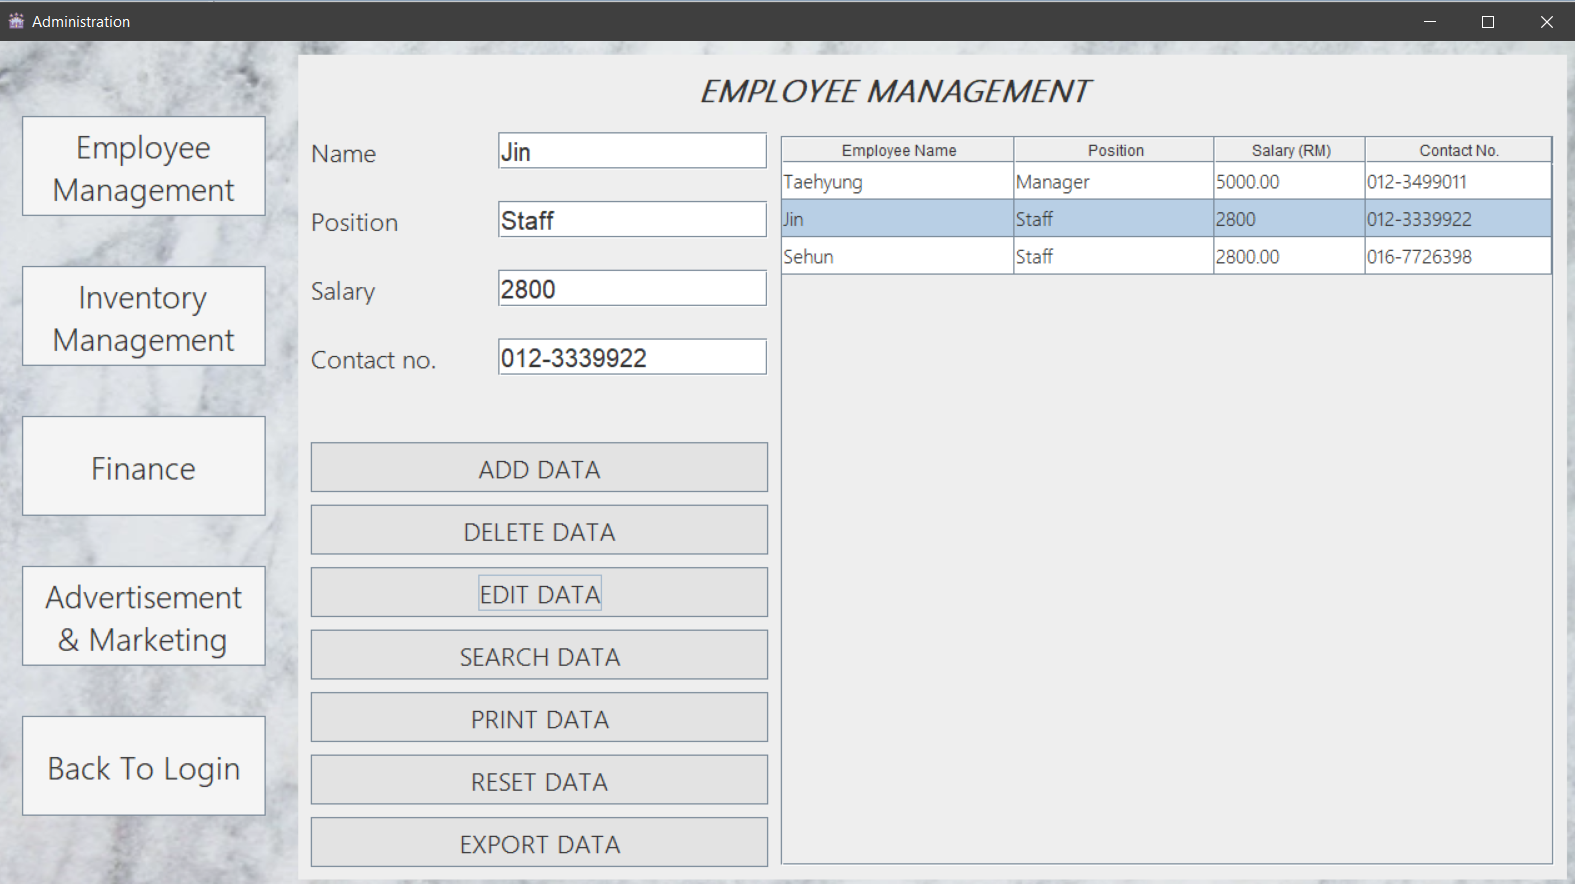 Administration
Employee
Management
Inventory
Management
Finance
Advertisement
& Marketing
Back To Login
EMPLOYEE MANAGEMENT
Name Jin
Position Staff
Salary 2800
Contact no. 012-3339922
ADD DATA
DELETE DATA
EDIT DATA
SEARCH DATA
PRINT DATA
RESET DATA
EXPORT DATA
Employee Name Position Salary (RM) Contact No.
Taehyung Manager 5000.00 012-3499011
Jin Staff 2800 012-3339922
Sehun Staff 2800.00 016-7726398